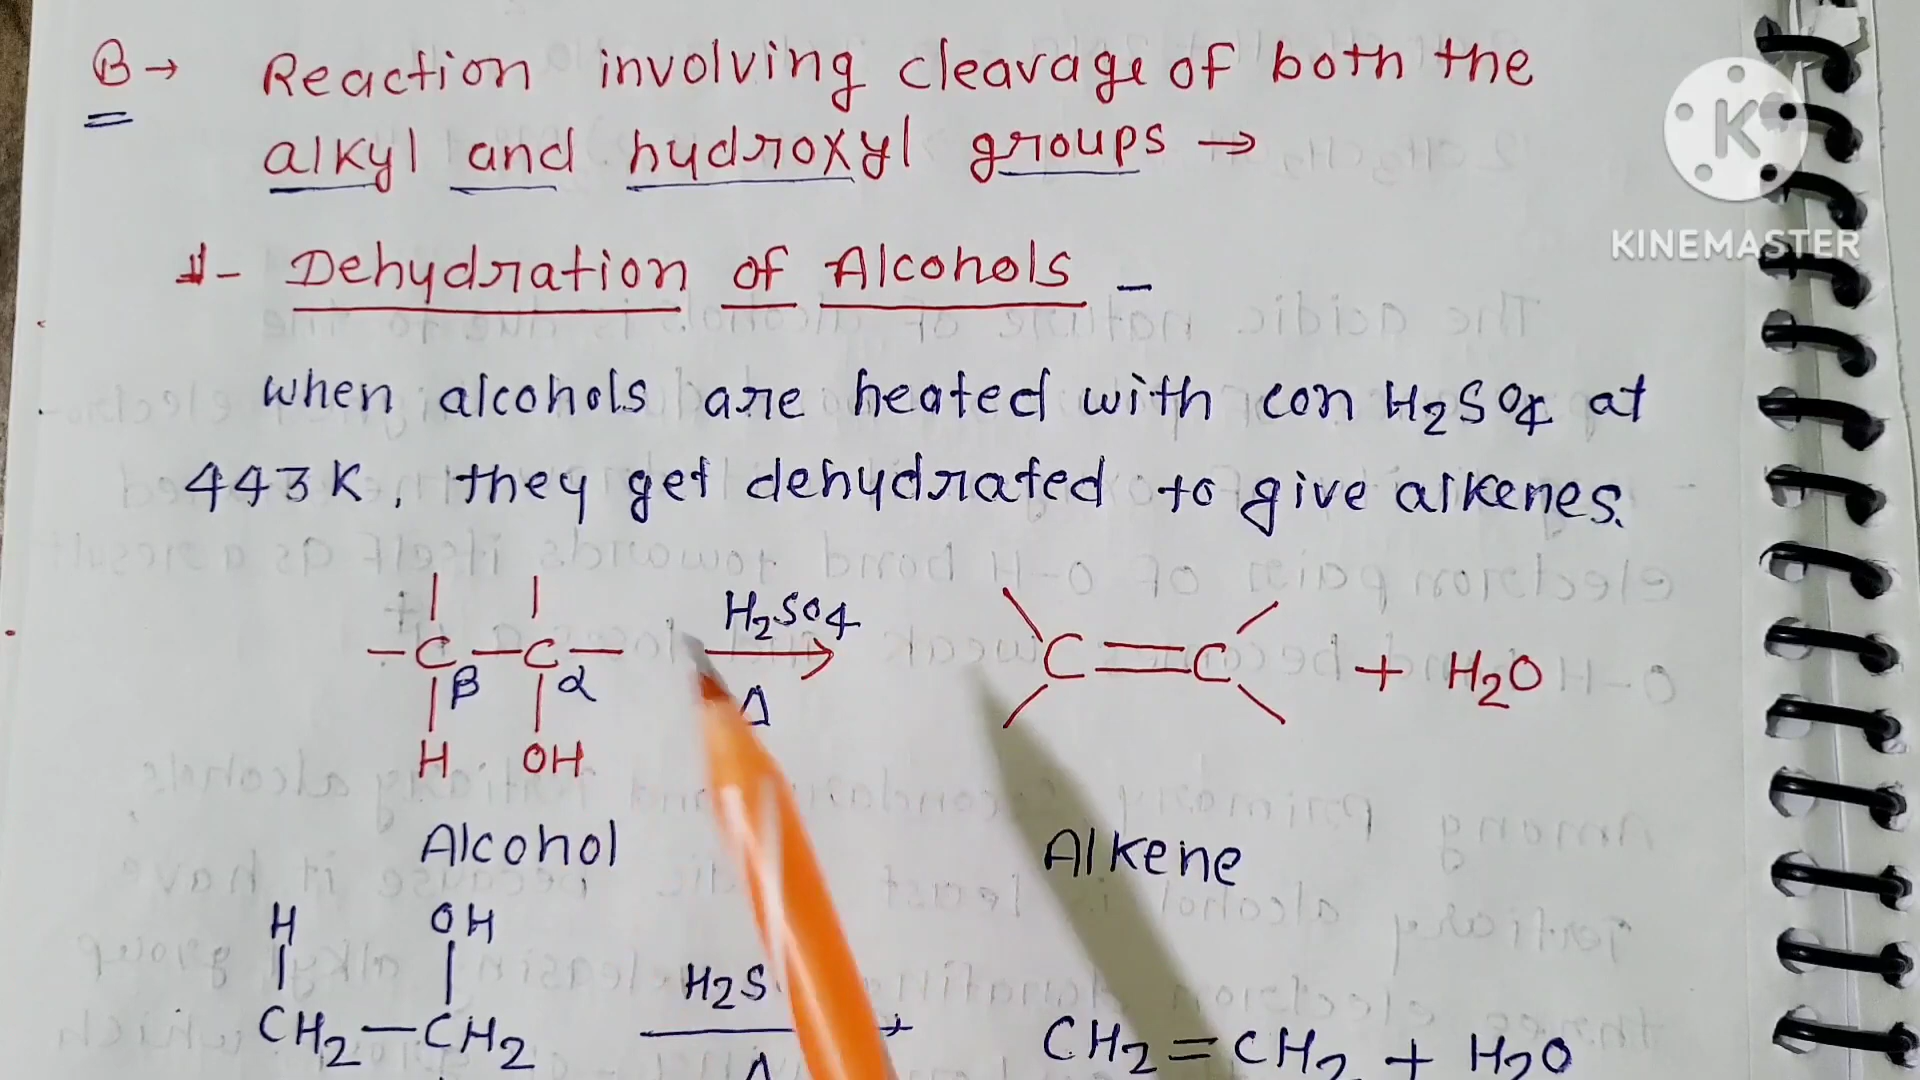 B→ Reaction involving cleavage of both the
alkyl and hydroxyl groups →
K
KINEMASTER
1- Dehydration of Alcohols -
when alcohols are heated with con H2SO4 at
443K, they get dehydrated to give alkenes.
H2SO4
-C-C- → C=C + H2O
β α
Δ
H OH
Alcohol Alkene
H OH
H2S
CH2-CH2 → CH2=CH2 + H2O
Δ